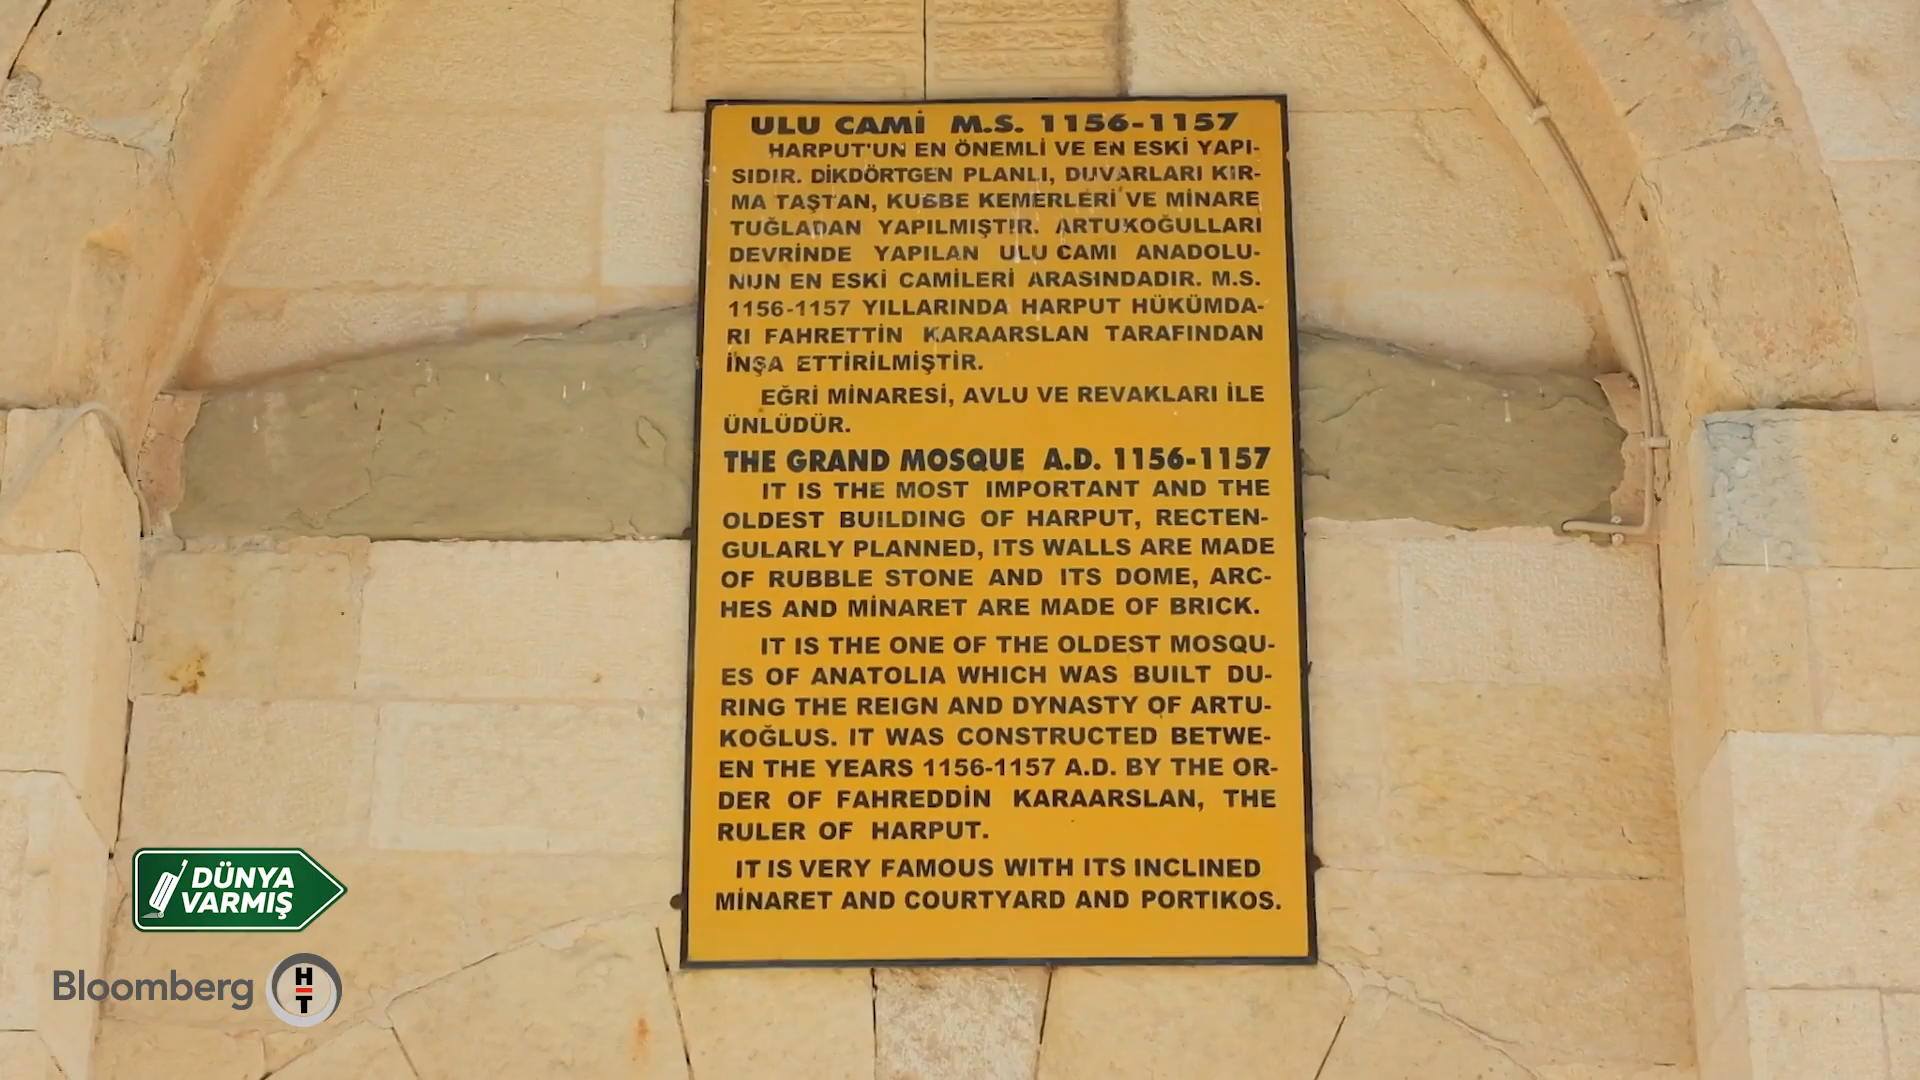 ULU CAMİ M.S. 1156-1157
HARPUT'UN EN ÖNEMLİ VE EN ESKİ YAPI-
SIDIR. DİKDÖRTGEN PLANLI, DUVARLARI KIR-
MA TAŞTAN, KUBBE KEMERLERİ VE MİNARE
TUĞLADAN YAPILMIŞTIR. ARTUKOĞULLARI
DEVRİNDE YAPILAN ULU CAMI ANADOLU-
NUN EN ESKİ CAMİLERİ ARASINDADIR. M.S.
1156-1157 YILLARINDA HARPUT HÜKÜMDA-
RI FAHRETTİN KARAARSLAN TARAFINDAN
İNŞA ETTİRİLMİŞTİR.
EĞRİ MİNARESİ, AVLU VE REVAKLARI İLE
ÜNLÜDÜR.
THE GRAND MOSQUE A.D. 1156-1157
IT IS THE MOST IMPORTANT AND THE
OLDEST BUILDING OF HARPUT, RECTEN-
GULARLY PLANNED, ITS WALLS ARE MADE
OF RUBBLE STONE AND ITS DOME, ARC-
HES AND MİNARET ARE MADE OF BRICK.
IT IS THE ONE OF THE OLDEST MOSQU-
ES OF ANATOLIA WHICH WAS BUILT DU-
RING THE REIGN AND DYNASTY OF ARTU-
KOĞLUS. IT WAS CONSTRUCTED BETWE-
EN THE YEARS 1156-1157 A.D. BY THE OR-
DER OF FAHREDDİN KARAARSLAN, THE
RULER OF HARPUT.
IT IS VERY FAMOUS WITH ITS INCLINED
MİNARET AND COURTYARD AND PORTIKOS.
DÜNYA
VARMIŞ
Bloomberg HT